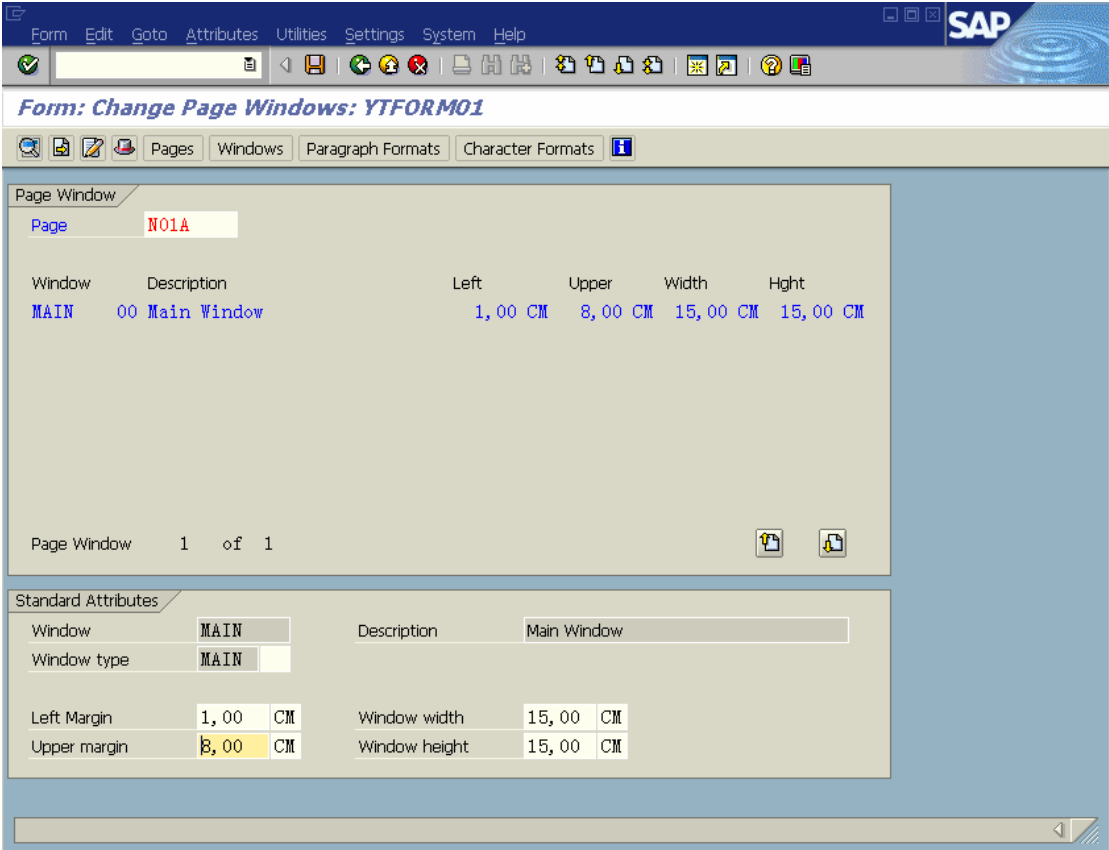 Form Edit Goto Attributes Utilities Settings System Help
SAP
Form: Change Page Windows: YTFORM01
Pages Windows Paragraph Formats Character Formats
Page Window
Page N01A
Window Description Left Upper Width Hght
MAIN 00 Main Window 1,00 CM 8,00 CM 15,00 CM 15,00 CM
Page Window 1 of 1
Standard Attributes
Window MAIN Description Main Window
Window type MAIN
Left Margin 1,00 CM Window width 15,00 CM
Upper margin 8,00 CM Window height 15,00 CM